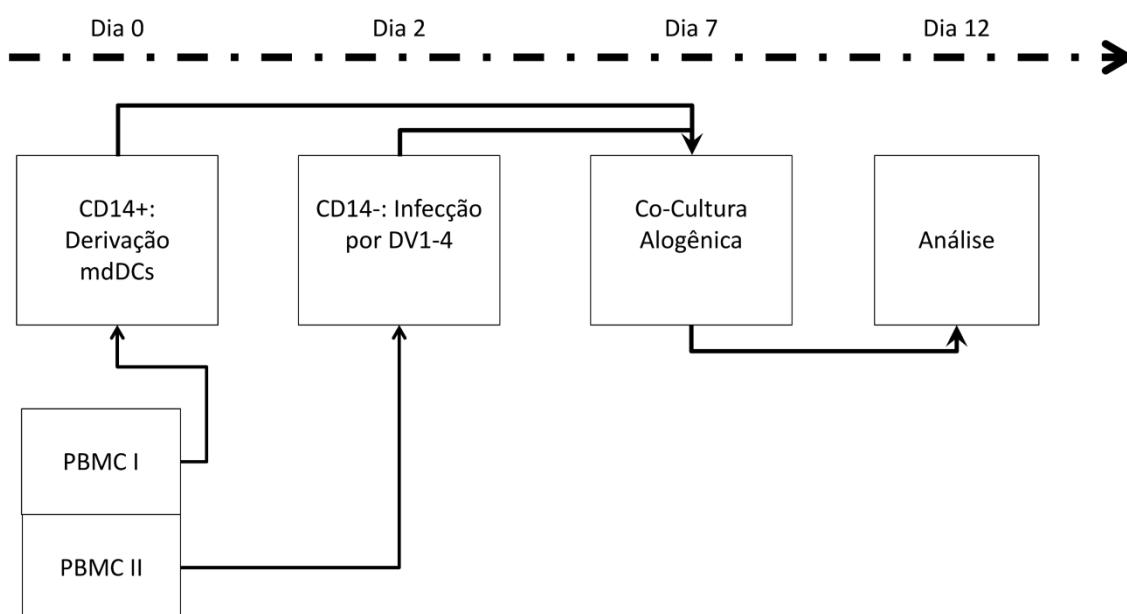 Dia 0
Dia 2
Dia 7
Dia 12
CD14+:
Derivação
mdDCs
CD14-: Infecção
por DV1-4
Co-Cultura
Alogênica
Análise
PBMC I
PBMC II